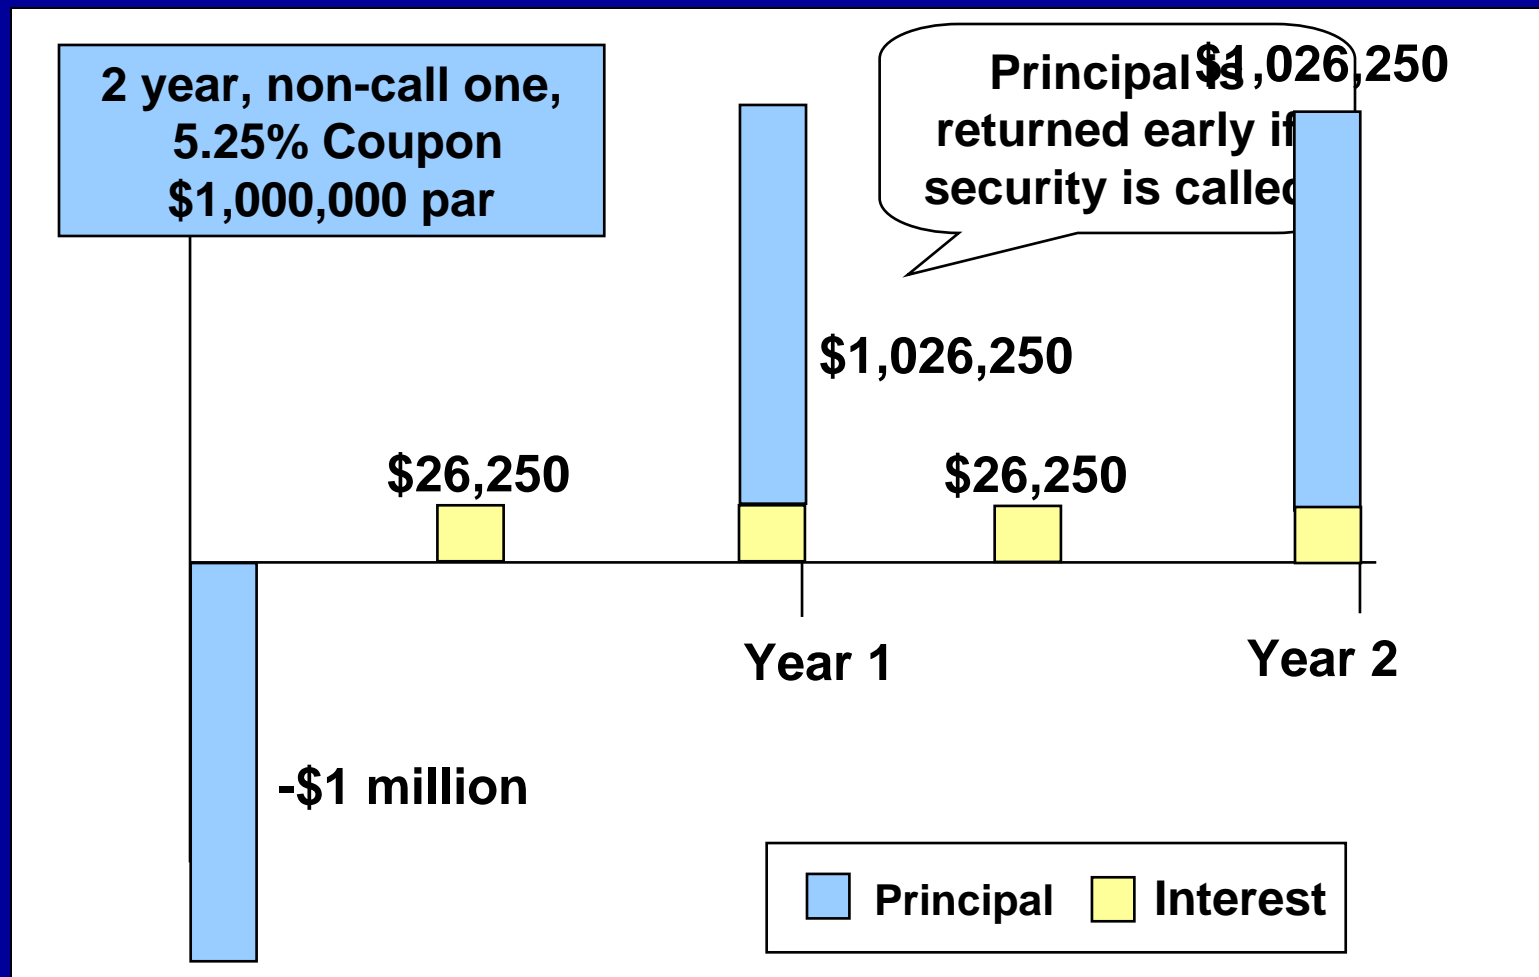 2 year, non-call one,
5.25% Coupon
$1,000,000 par
Principal is
returned early if
security is called
$1,026,250
$1,026,250
$26,250
$26,250
Year 1
Year 2
-$1 million
Principal
Interest